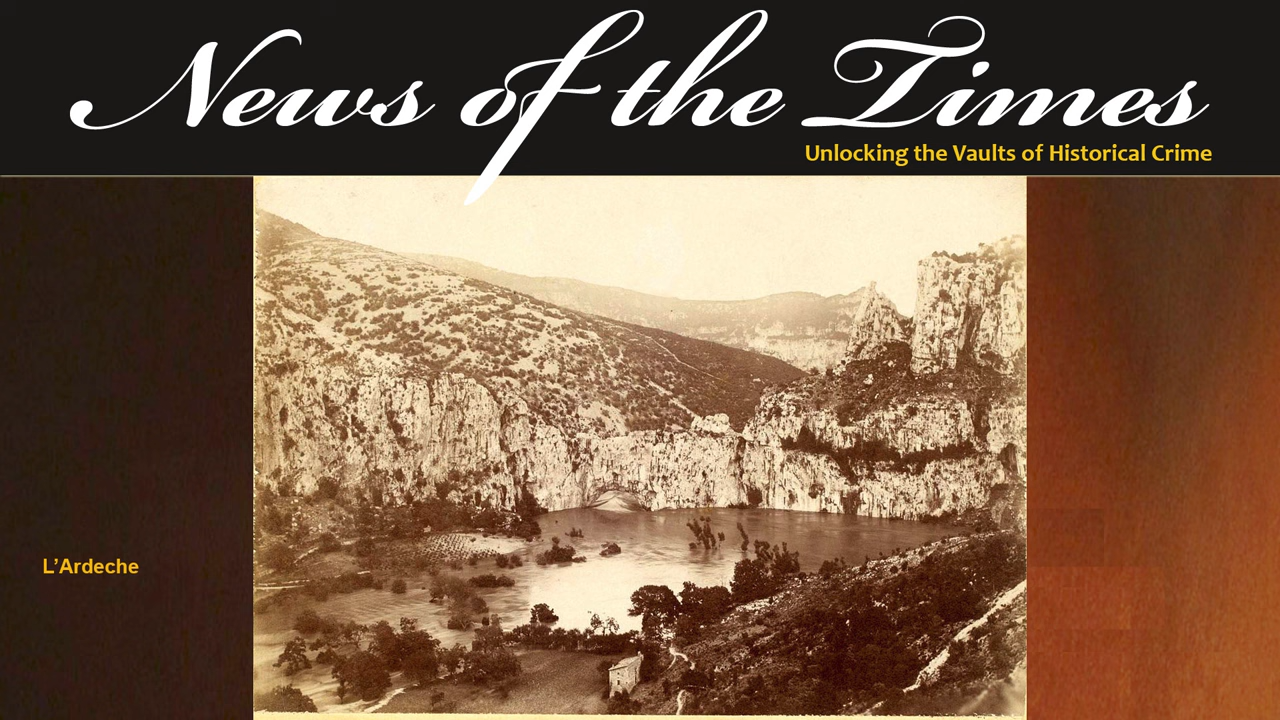 News of the Times
Unlocking the Vaults of Historical Crime
L'Ardeche